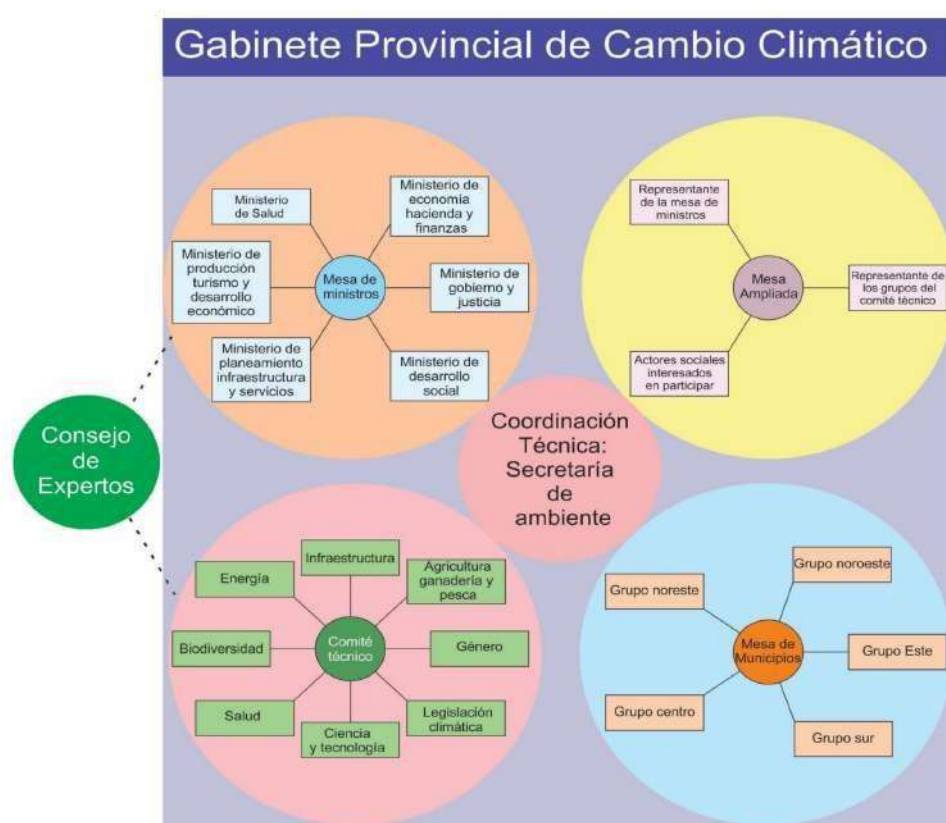 Gabinete Provincial de Cambio Climático
Ministerio
de Salud
Ministerio de
economia
hacienda y
finanzas
Ministerio de
producción
turismo y
desarrollo
económico
Mesa de
ministros
Ministerio de
gobierno y
justicia
Ministerio de
planeamiento
infraestructura
y servicios
Ministerio de
desarrollo
social
Representante
de la mesa de
ministros
Mesa
Ampliada
Representante de
los grupos del
comité técnico
Actores sociales
interesados
en participar
Consejo
de
Expertos
Coordinación
Técnica:
Secretaría
de
ambiente
Infraestructura
Energía
Agricultura
ganadería y
pesca
Biodiversidad
Comité
técnico
Género
Salud
Ciencia
y tecnología
Legislación
climática
Grupo noroeste
Grupo noreste
Mesa de
Municipios
Grupo Este
Grupo centro
Grupo sur